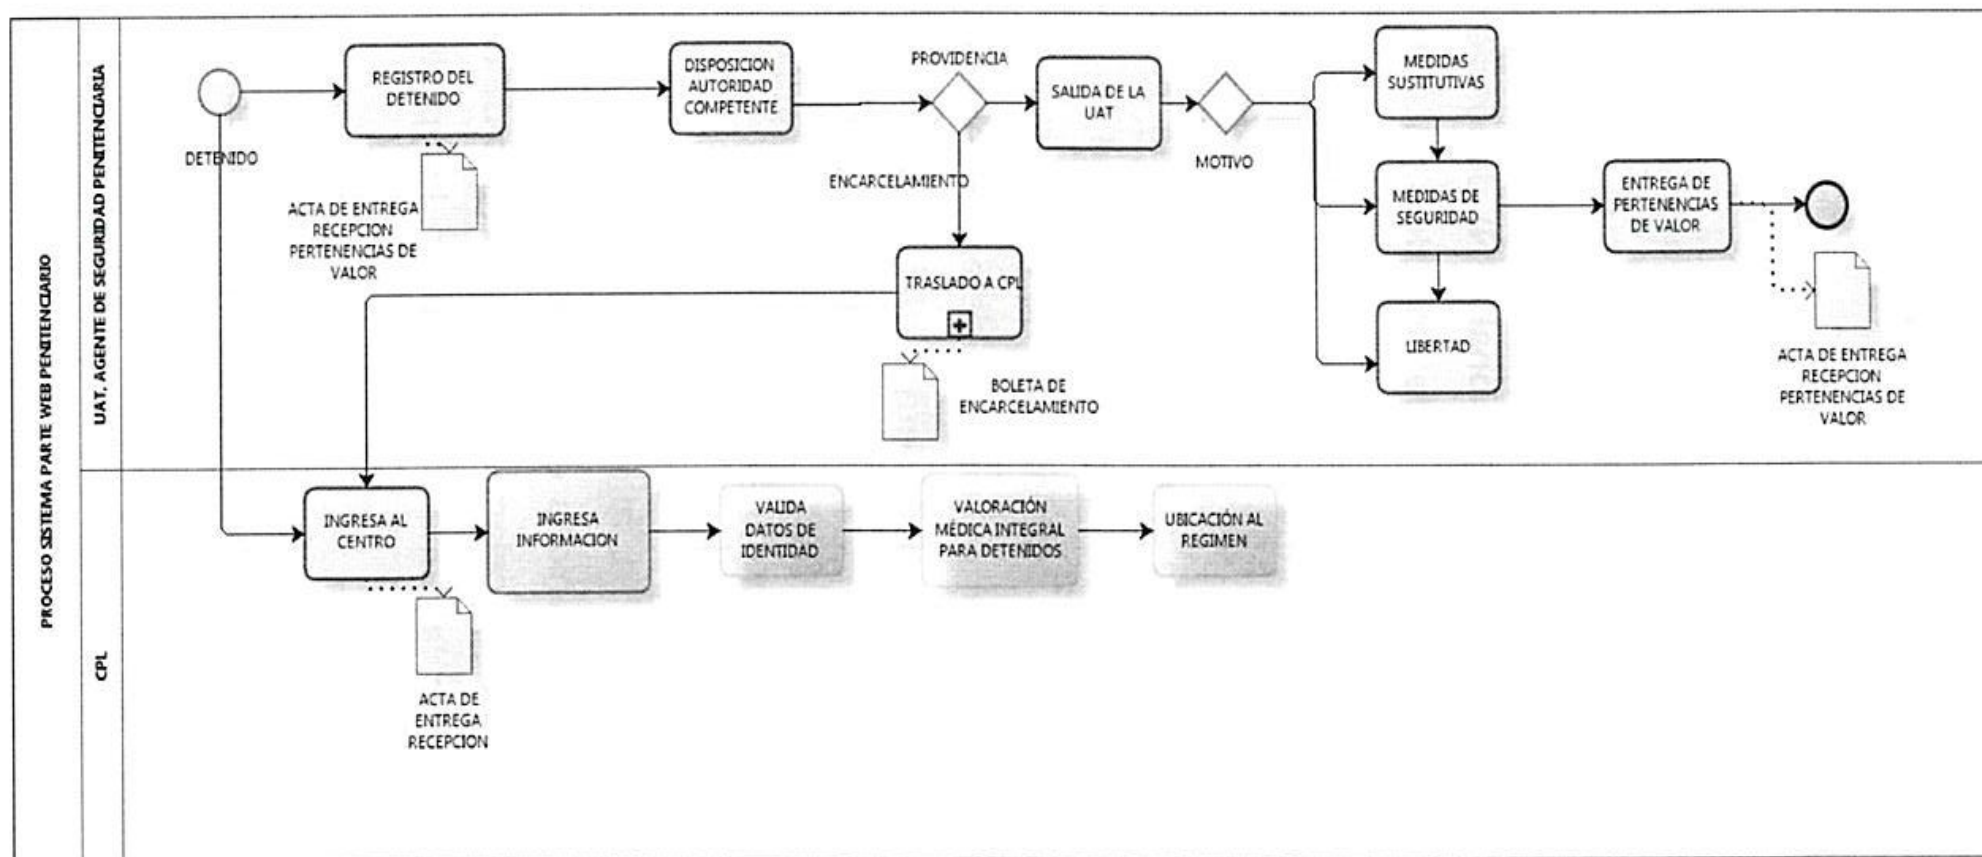 PROCESO SISTEMA PARTE WEB PENITENCIARIO
UAT, AGENTE DE SEGURIDAD PENITENCIARIA
DETENIDO
REGISTRO DEL
DETENIDO
ACTA DE ENTREGA
RECEPCION
PERTENENCIAS DE
VALOR
DISPOSICION
AUTORIDAD
COMPETENTE
PROVIDENCIA
ENCARCELAMIENTO
TRASLADO A CPL
BOLETA DE
ENCARCELAMIENTO
SALIDA DE LA
UAT
MOTIVO
MEDIDAS
SUSTITUTIVAS
MEDIDAS DE
SEGURIDAD
LIBERTAD
ENTREGA DE
PERTENENCIAS
DE VALOR
ACTA DE ENTREGA
RECEPCION
PERTENENCIAS DE
VALOR
CPL
INGRESA AL
CENTRO
ACTA DE
ENTREGA
RECEPCION
INGRESA
INFORMACION
VALIDA
DATOS DE
IDENTIDAD
VALORACIÓN
MÉDICA INTEGRAL
PARA DETENIDOS
UBICACIÓN AL
REGIMEN